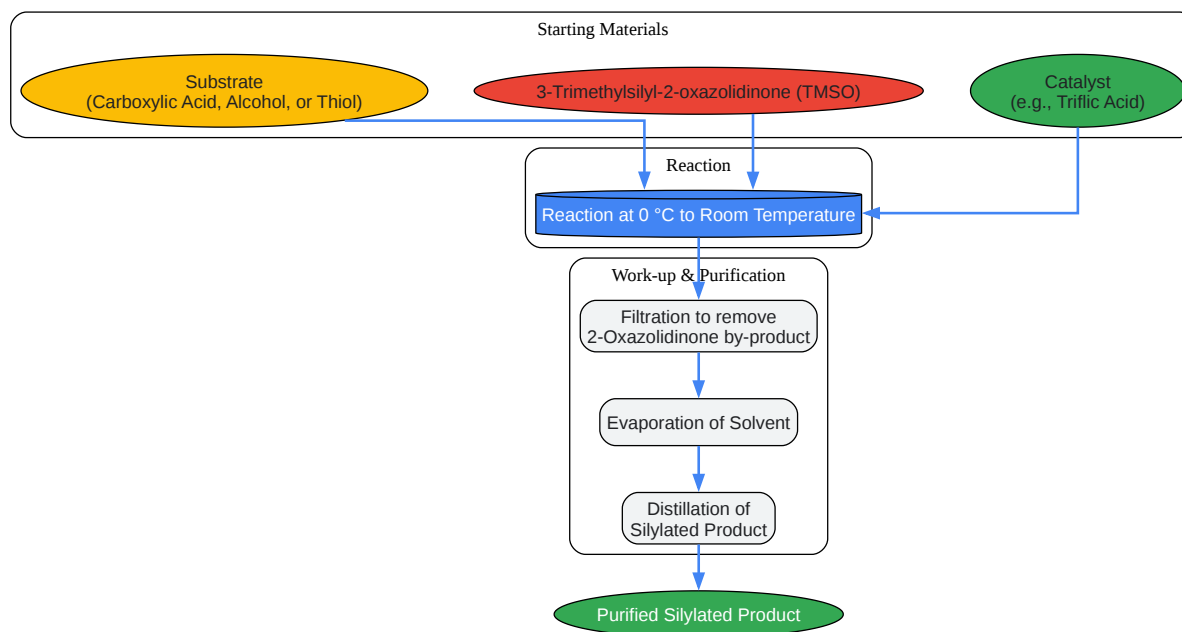 Starting Materials
Substrate
(Carboxylic Acid, Alcohol, or Thiol)
3-Trimethylsilyl-2-oxazolidinone (TMSO)
Catalyst
(e.g., Triflic Acid)
Reaction
Reaction at 0 °C to Room Temperature
Work-up & Purification
Filtration to remove
2-Oxazolidinone by-product
Evaporation of Solvent
Distillation of
Silylated Product
Purified Silylated Product